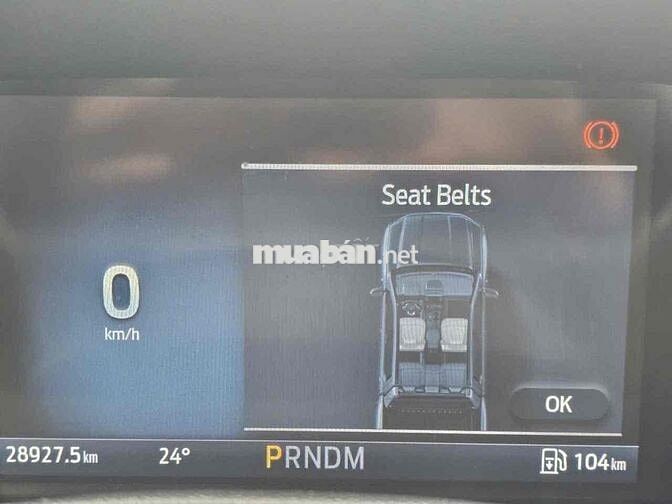 Seat Belts
muaban.net
0
km/h
OK
28927.5 km
24°
PRNDM
104 km